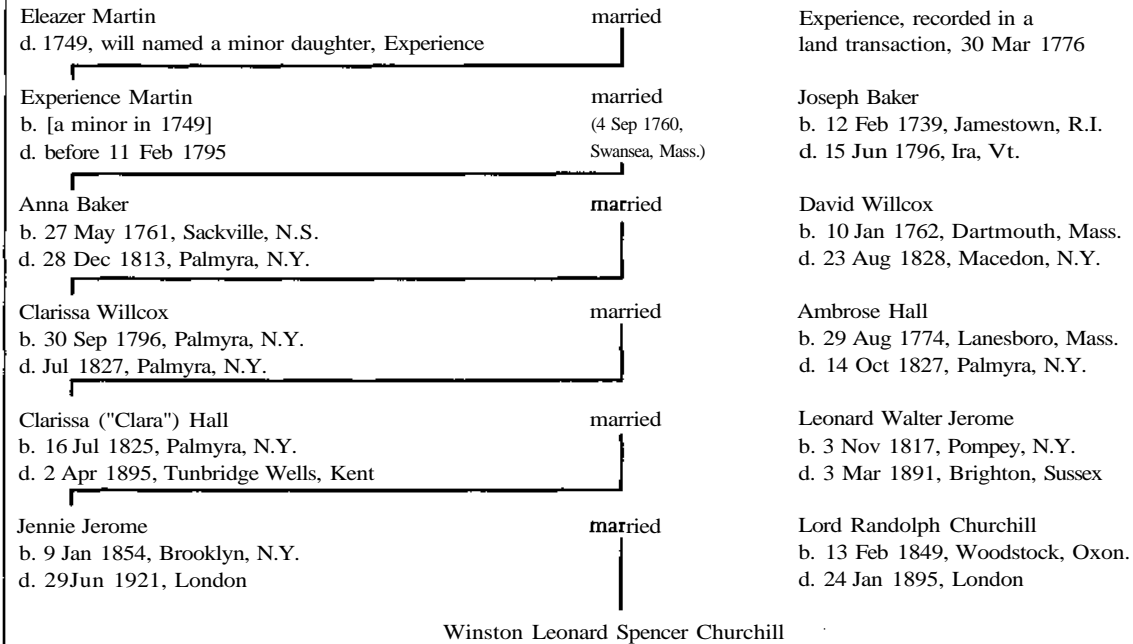 Eleazer Martin married Experience, recorded in a
d. 1749, will named a minor daughter, Experience land transaction, 30 Mar 1776
Experience Martin married Joseph Baker
b. [a minor in 1749] (4 Sep 1760, b. 12 Feb 1739, Jamestown, R.I.
d. before 11 Feb 1795 Swansea, Mass.) d. 15 Jun 1796, Ira, Vt.
Anna Baker married David Willcox
b. 27 May 1761, Sackville, N.S. b. 10 Jan 1762, Dartmouth, Mass.
d. 28 Dec 1813, Palmyra, N.Y. d. 23 Aug 1828, Macedon, N.Y.
Clarissa Willcox married Ambrose Hall
b. 30 Sep 1796, Palmyra, N.Y. b. 29 Aug 1774, Lanesboro, Mass.
d. Jul 1827, Palmyra, N.Y. d. 14 Oct 1827, Palmyra, N.Y.
Clarissa ("Clara") Hall married Leonard Walter Jerome
b. 16 Jul 1825, Palmyra, N.Y. b. 3 Nov 1817, Pompey, N.Y.
d. 2 Apr 1895, Tunbridge Wells, Kent d. 3 Mar 1891, Brighton, Sussex
Jennie Jerome married Lord Randolph Churchill
b. 9 Jan 1854, Brooklyn, N.Y. b. 13 Feb 1849, Woodstock, Oxon.
d. 29Jun 1921, London d. 24 Jan 1895, London
Winston Leonard Spencer Churchill